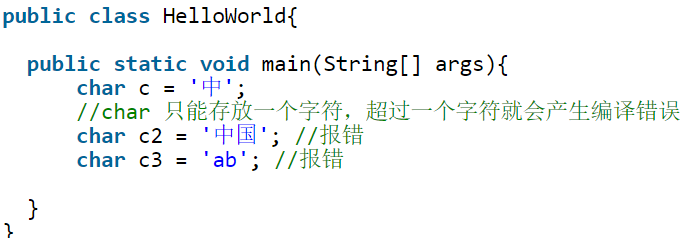 public class HelloWorld{
public static void main(String[] args){
char c = '中';
//char 只能存放一个字符，超过一个字符就会产生编译错误
char c2 = '中国'; //报错
char c3 = 'ab'; //报错
}
}